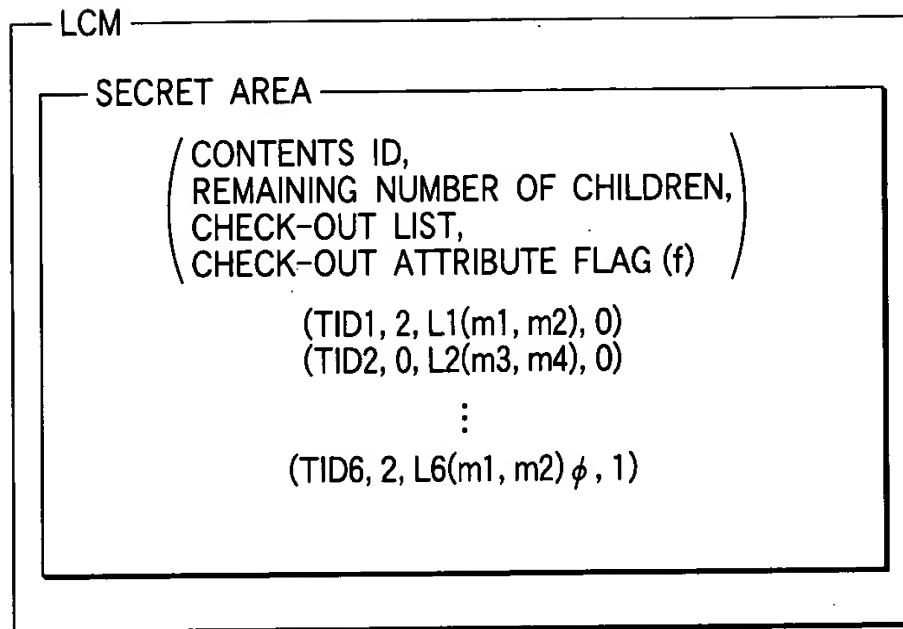 LCM
SECRET AREA
CONTENTS ID,
REMAINING NUMBER OF CHILDREN,
CHECK-OUT LIST,
CHECK-OUT ATTRIBUTE FLAG (f)
(TID1, 2, L1(m1, m2), 0)
(TID2, 0, L2(m3, m4), 0)
⋮
(TID6, 2, L6(m1, m2) ϕ, 1)